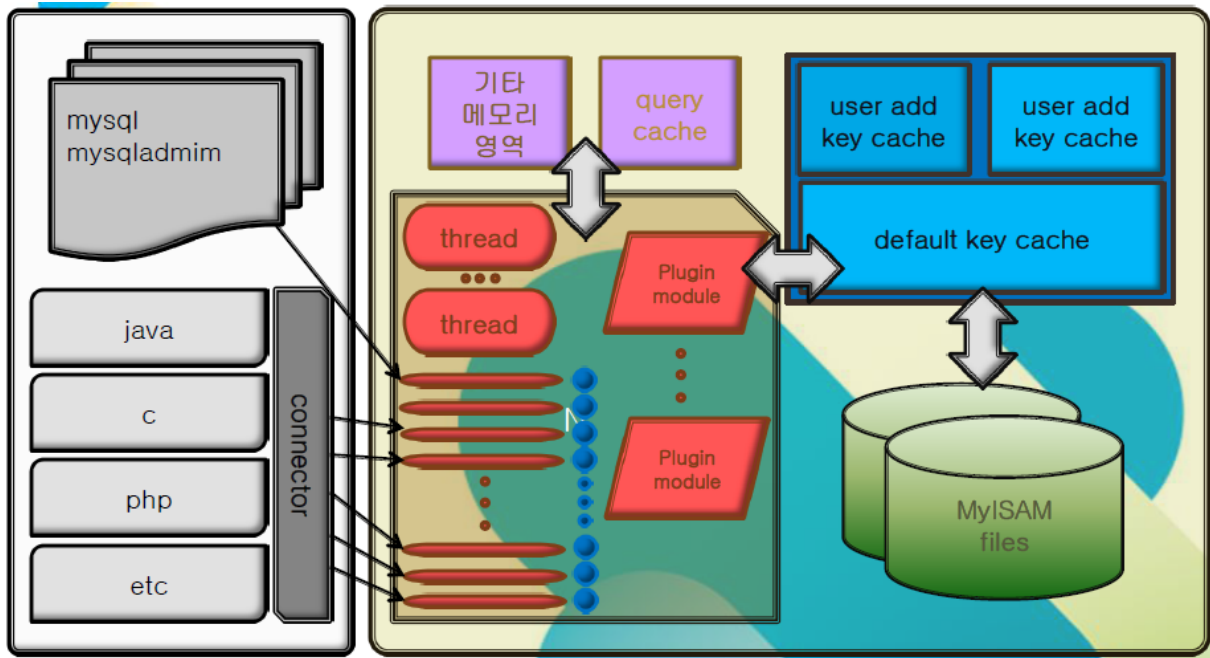 mysql
mysqladmim
java
c
php
etc
connector
기타
메모리
영역
query
cache
thread
thread
Plugin
module
Plugin
module
N
user add
key cache
user add
key cache
default key cache
MyISAM
files